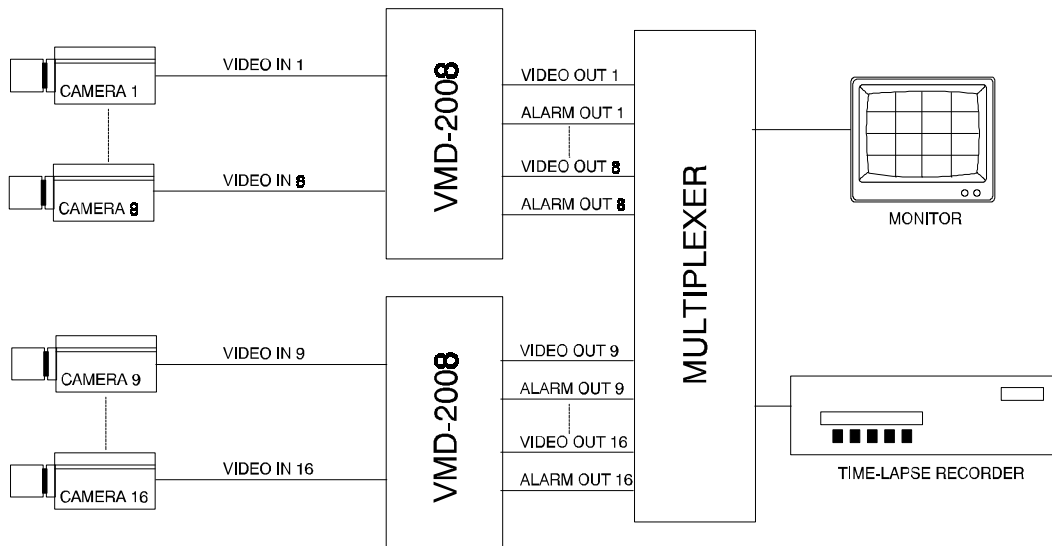 VIDEO IN 1
CAMERA 1
VIDEO IN 8
CAMERA 8
VMD-2008
VIDEO OUT 1
ALARM OUT 1
VIDEO OUT 8
ALARM OUT 8
VIDEO IN 9
CAMERA 9
VIDEO IN 16
CAMERA 16
VMD-2008
VIDEO OUT 9
ALARM OUT 9
VIDEO OUT 16
ALARM OUT 16
MULTIPLEXER
MONITOR
TIME-LAPSE RECORDER